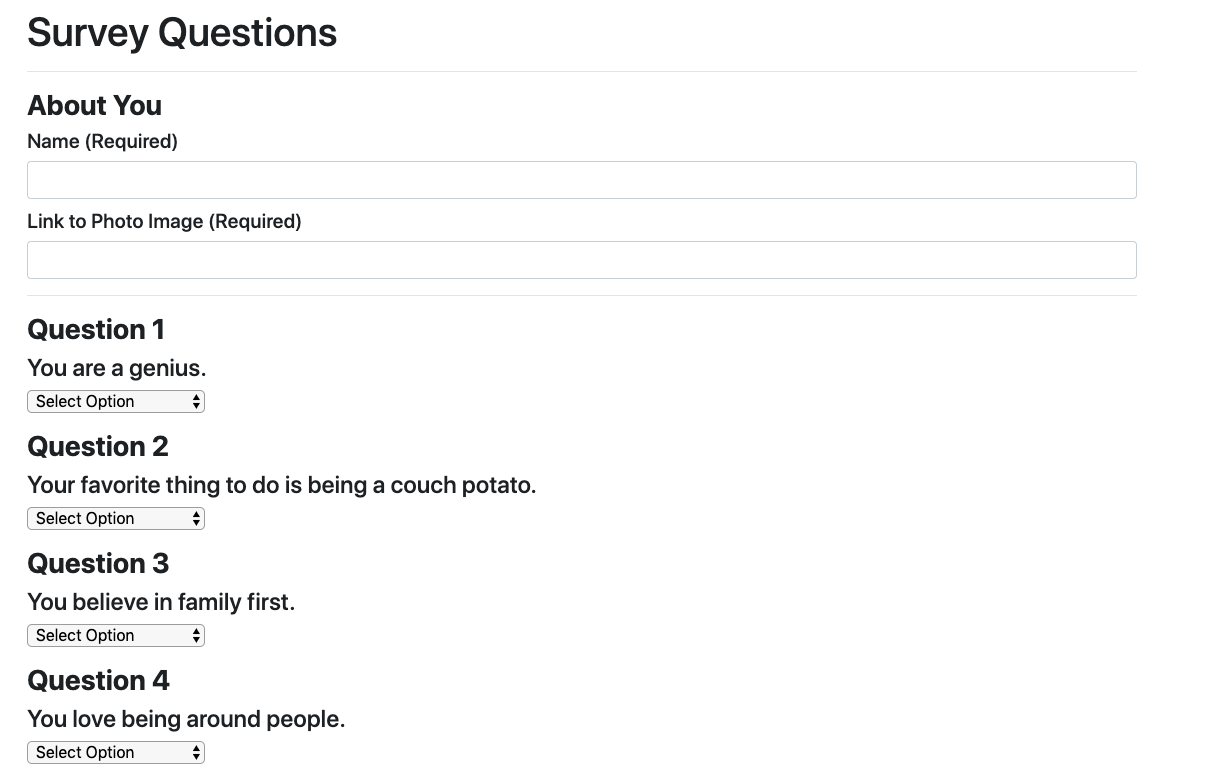 Survey Questions
About You
Name (Required)
Link to Photo Image (Required)
Question 1
You are a genius.
Select Option
Question 2
Your favorite thing to do is being a couch potato.
Select Option
Question 3
You believe in family first.
Select Option
Question 4
You love being around people.
Select Option